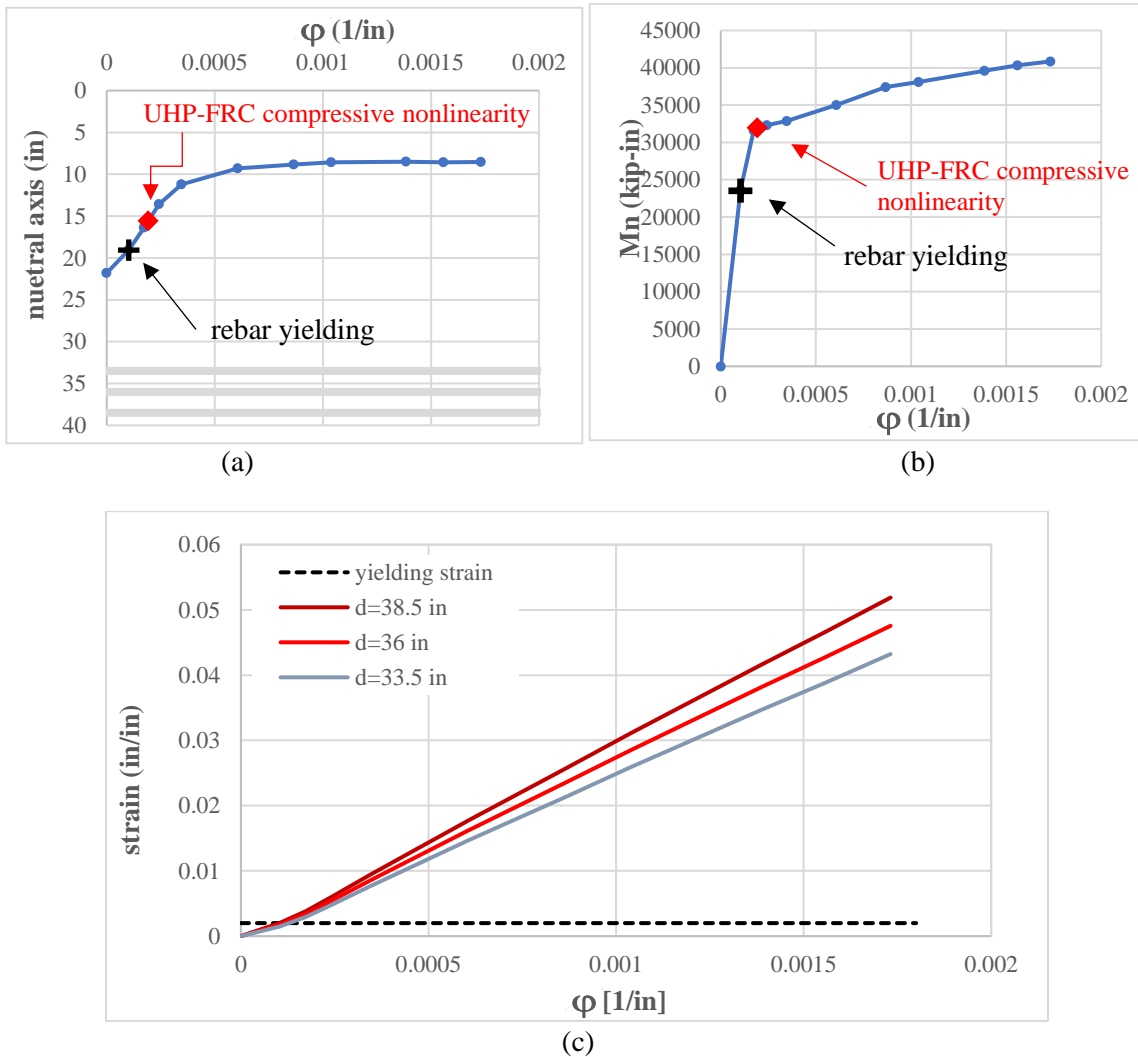 φ (1/in)
0 0.0005 0.001 0.0015 0.002
0
5
10
15
20
25
30
35
40
nuetral axis (in)
UHP-FRC compressive nonlinearity
rebar yielding
(a)
45000
40000
35000
30000
25000
20000
15000
10000
5000
0
Mn (kip-in)
UHP-FRC compressive
nonlinearity
rebar yielding
0 0.0005 0.001 0.0015 0.002
φ (1/in)
(b)
0.06
0.05
0.04
0.03
0.02
0.01
0
strain (in/in)
yielding strain
d=38.5 in
d=36 in
d=33.5 in
0 0.0005 0.001 0.0015 0.002
φ [1/in]
(c)